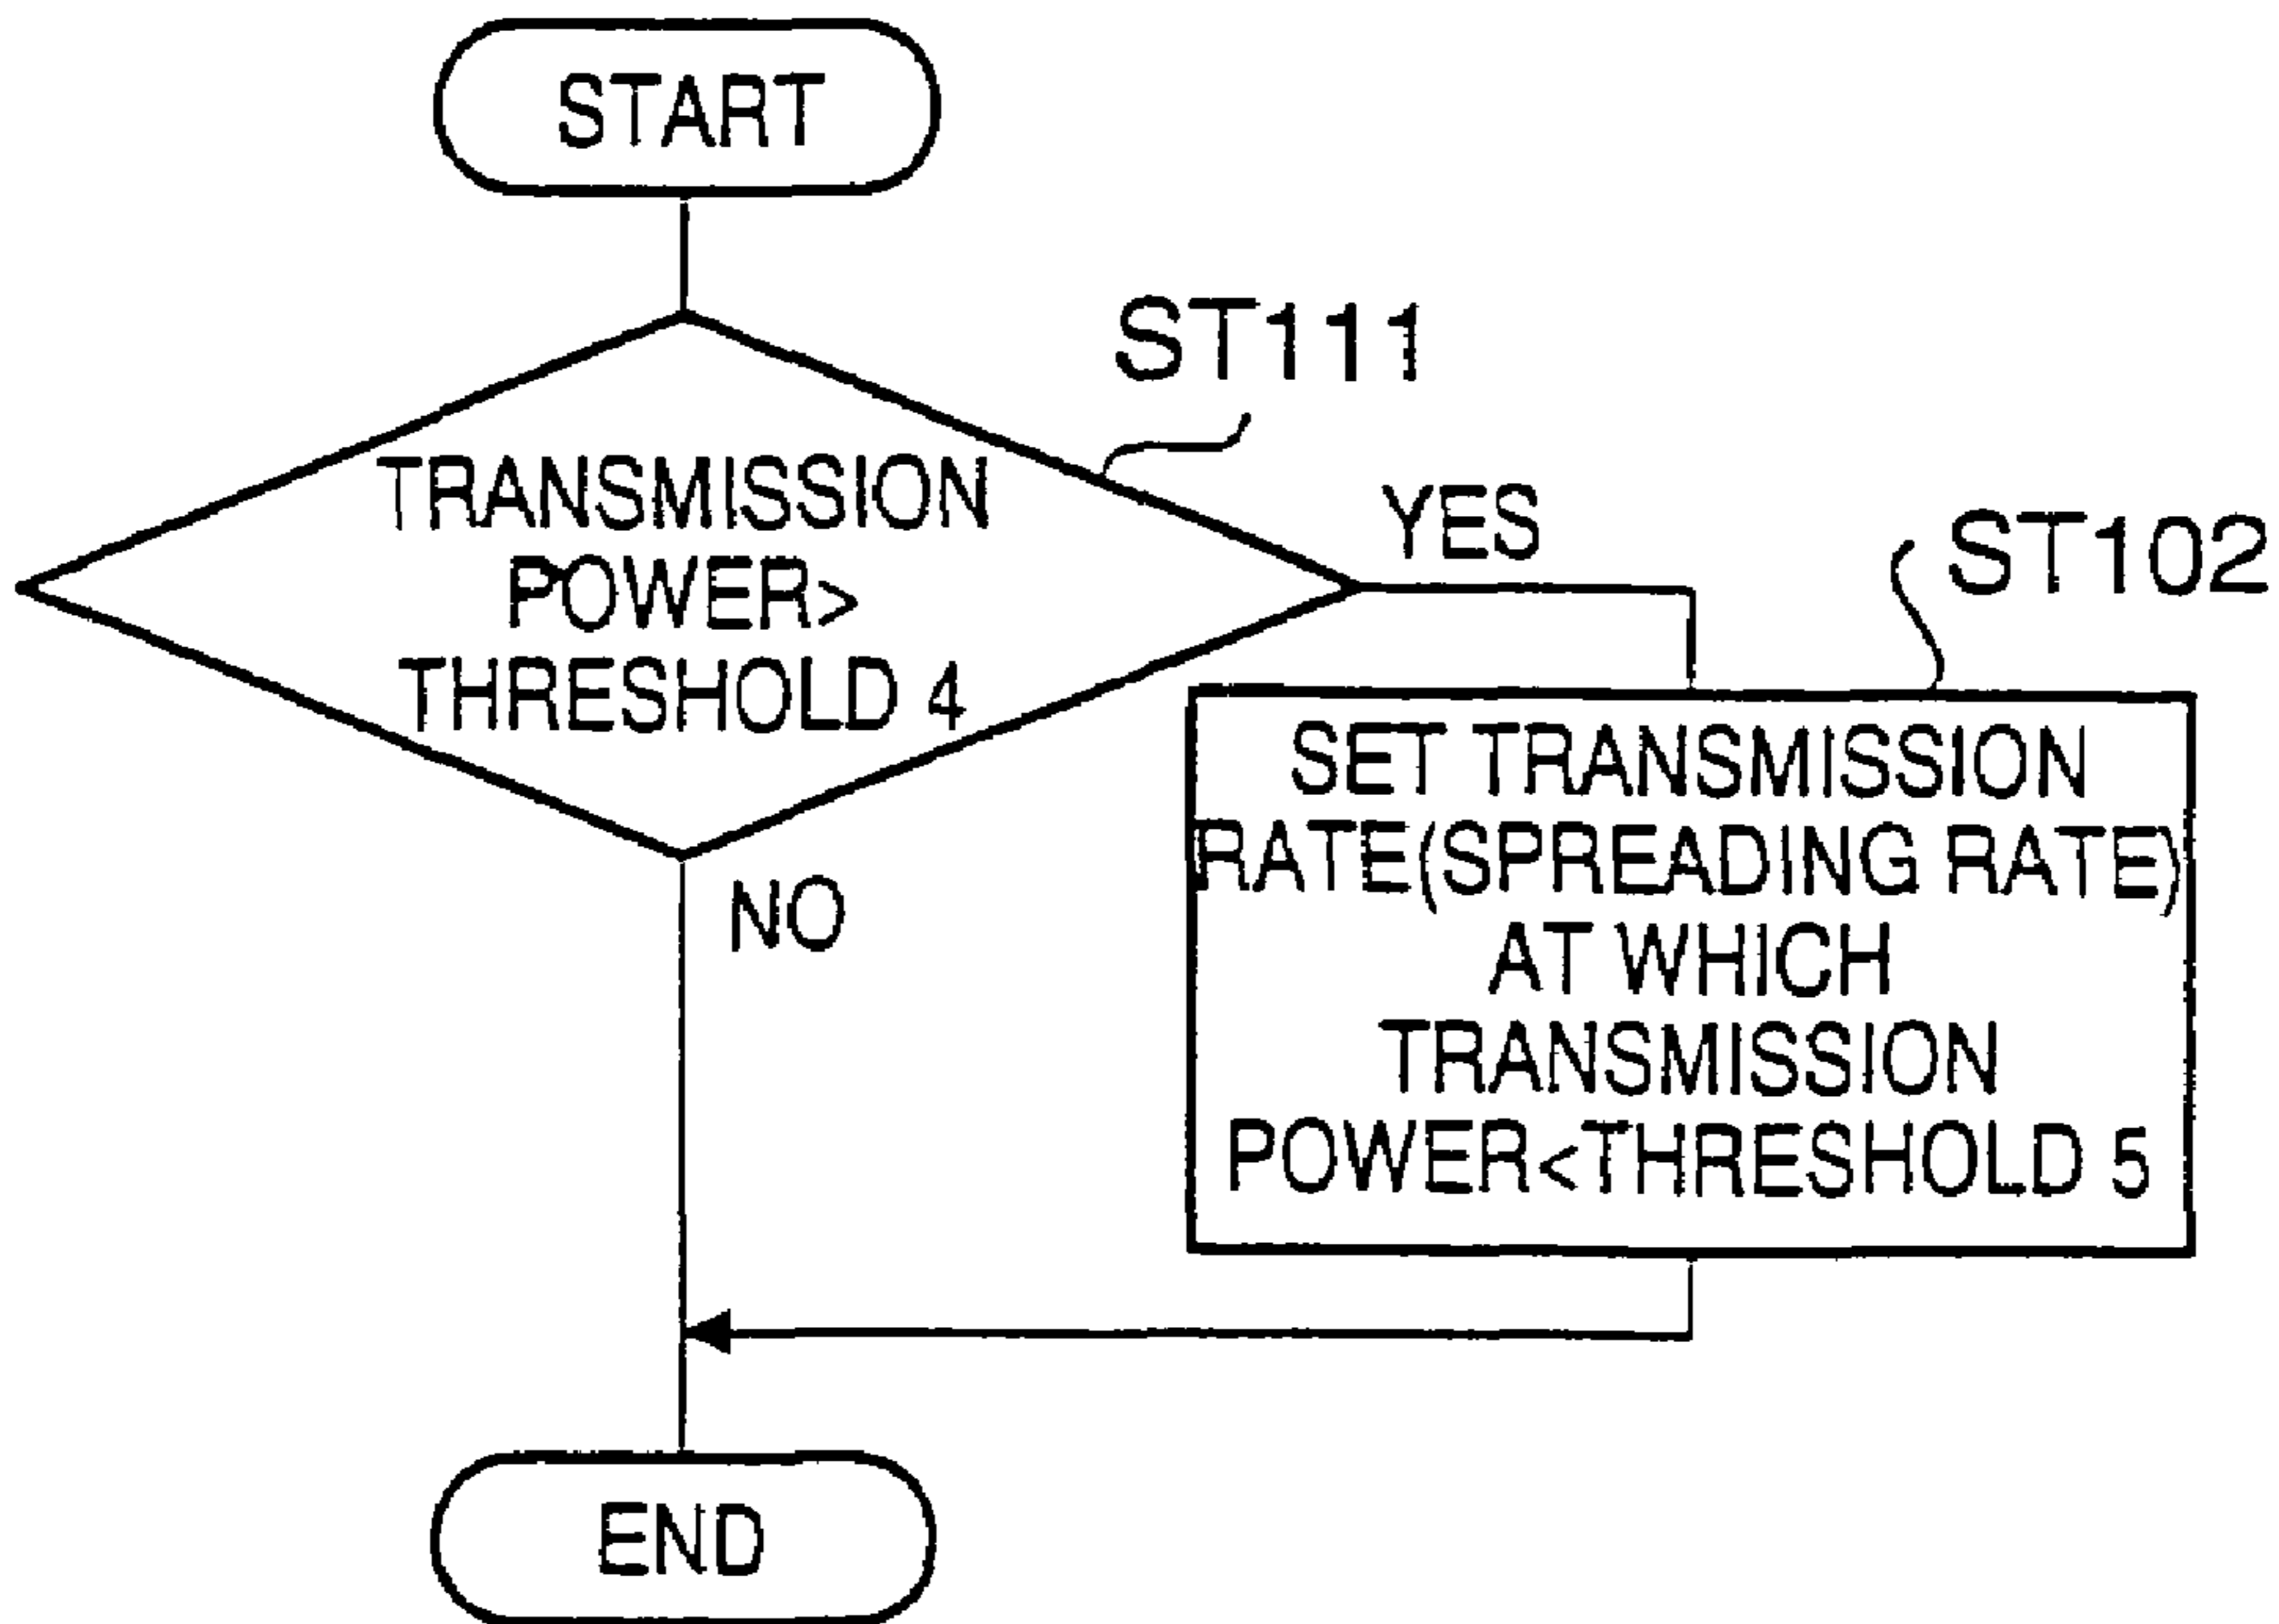 START
ST111
TRANSMISSION
POWER>
THRESHOLD 4
YES
ST102
SET TRANSMISSION
RATE(SPREADING RATE)
AT WHICH
TRANSMISSION
POWER<THRESHOLD 5
NO
END